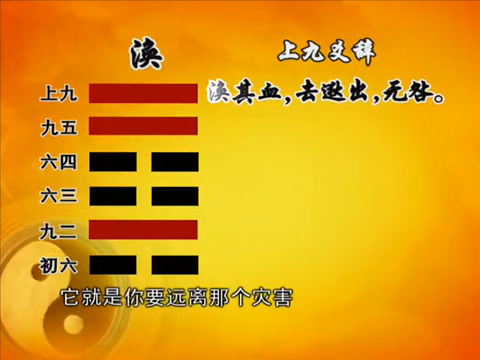 涣
上九爻辞
上九
涣其血,去逖出,无咎。
九五
六四
六三
九二
初六
它就是你要远离那个灾害